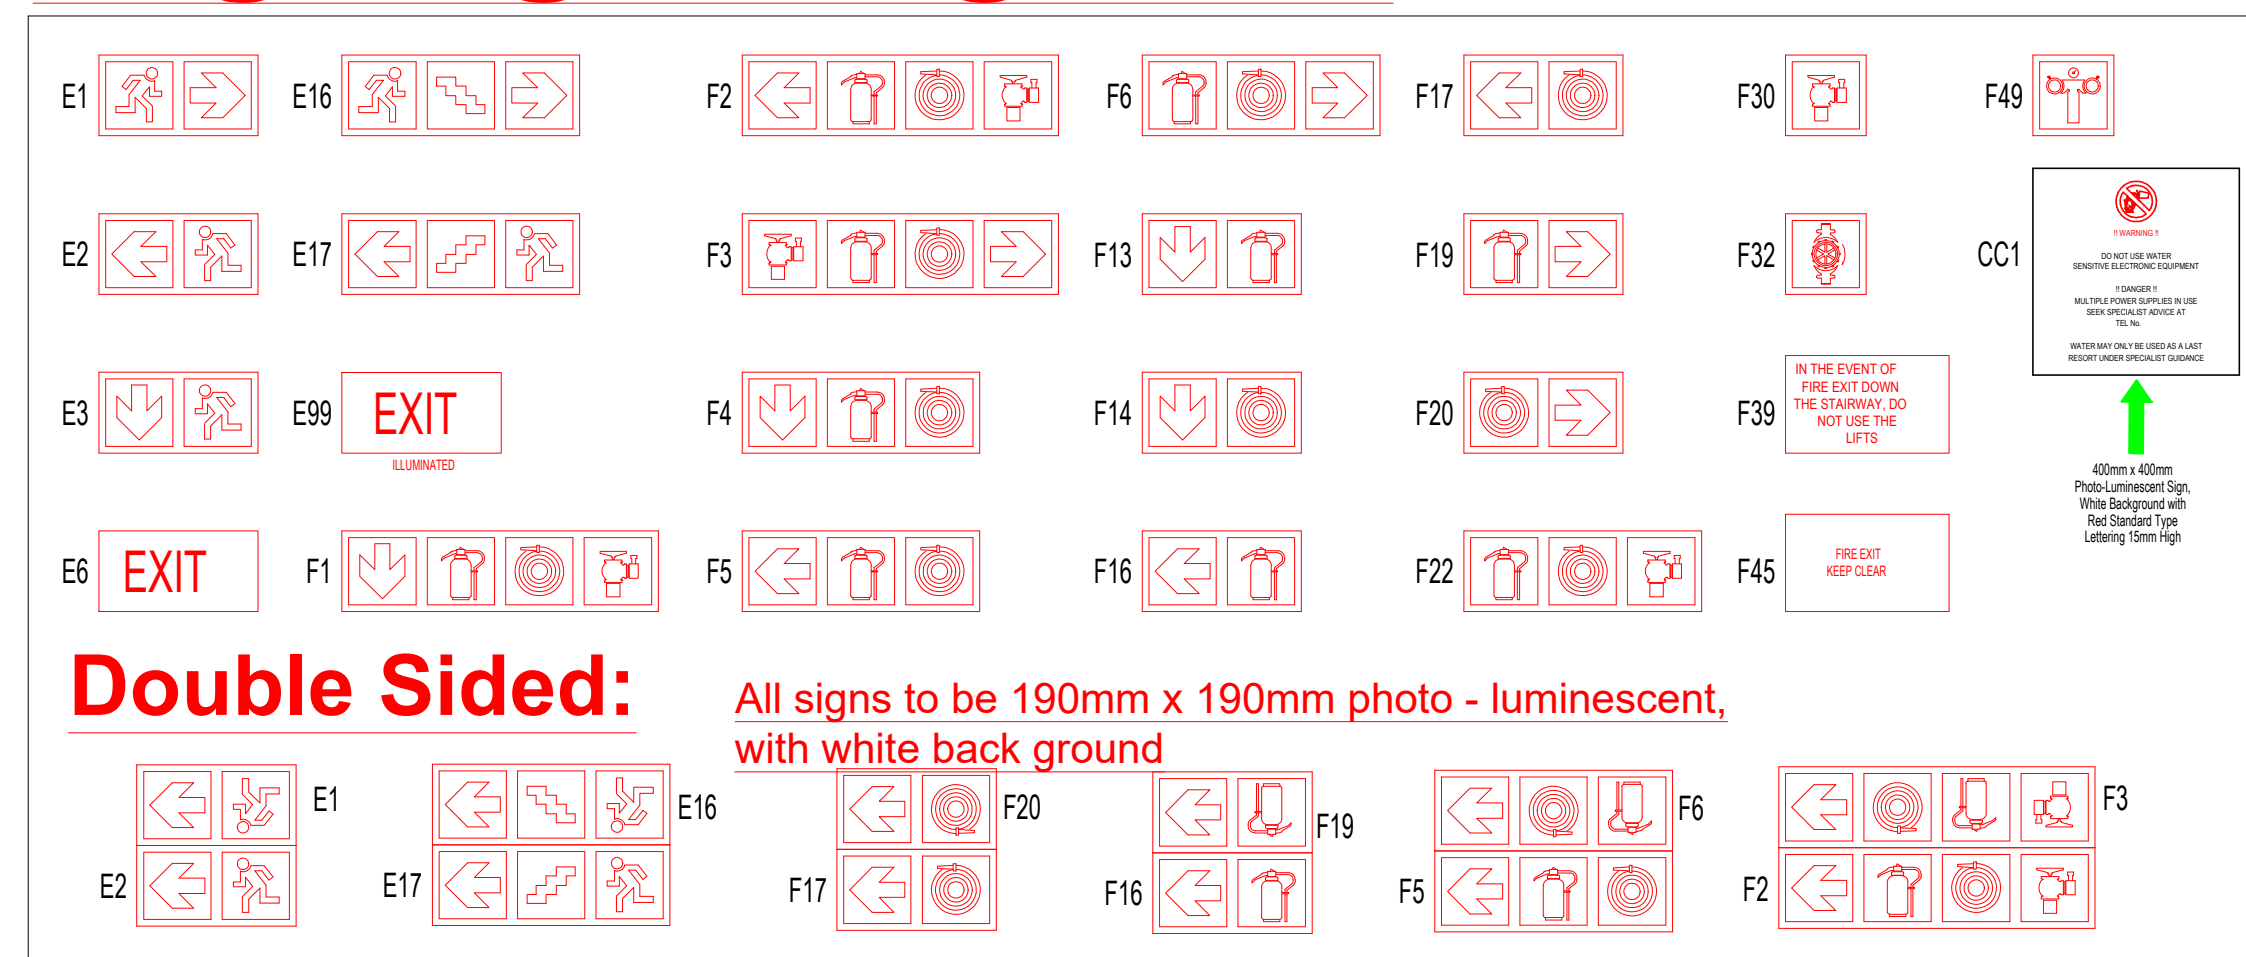 E1
E16
F2
F6
F17
F30
F49
E2
E17
F3
F13
F19
F32
CC1
!! WARNING !!
DO NOT USE WATER
SENSITIVE ELECTRONIC EQUIPMENT
!! DANGER !!
MULTIPLE POWER SUPPLIES IN USE
SEEK SPECIALIST ADVICE AT
TEL No.
WATER MAY ONLY BE USED AS A LAST
RESORT UNDER SPECIALIST GUIDANCE
E3
E99
EXIT
ILLUMINATED
F4
F14
F20
F39
IN THE EVENT OF
FIRE EXIT DOWN
THE STAIRWAY, DO
NOT USE THE
LIFTS
400mm x 400mm
Photo-Luminescent Sign,
White Background with
Red Standard Type
Lettering 15mm High
E6
EXIT
F1
F5
F16
F22
F45
FIRE EXIT
KEEP CLEAR
Double Sided:
All signs to be 190mm x 190mm photo - luminescent,
with white back ground
E1
E16
F20
F19
F6
F3
E2
E17
F17
F16
F5
F2